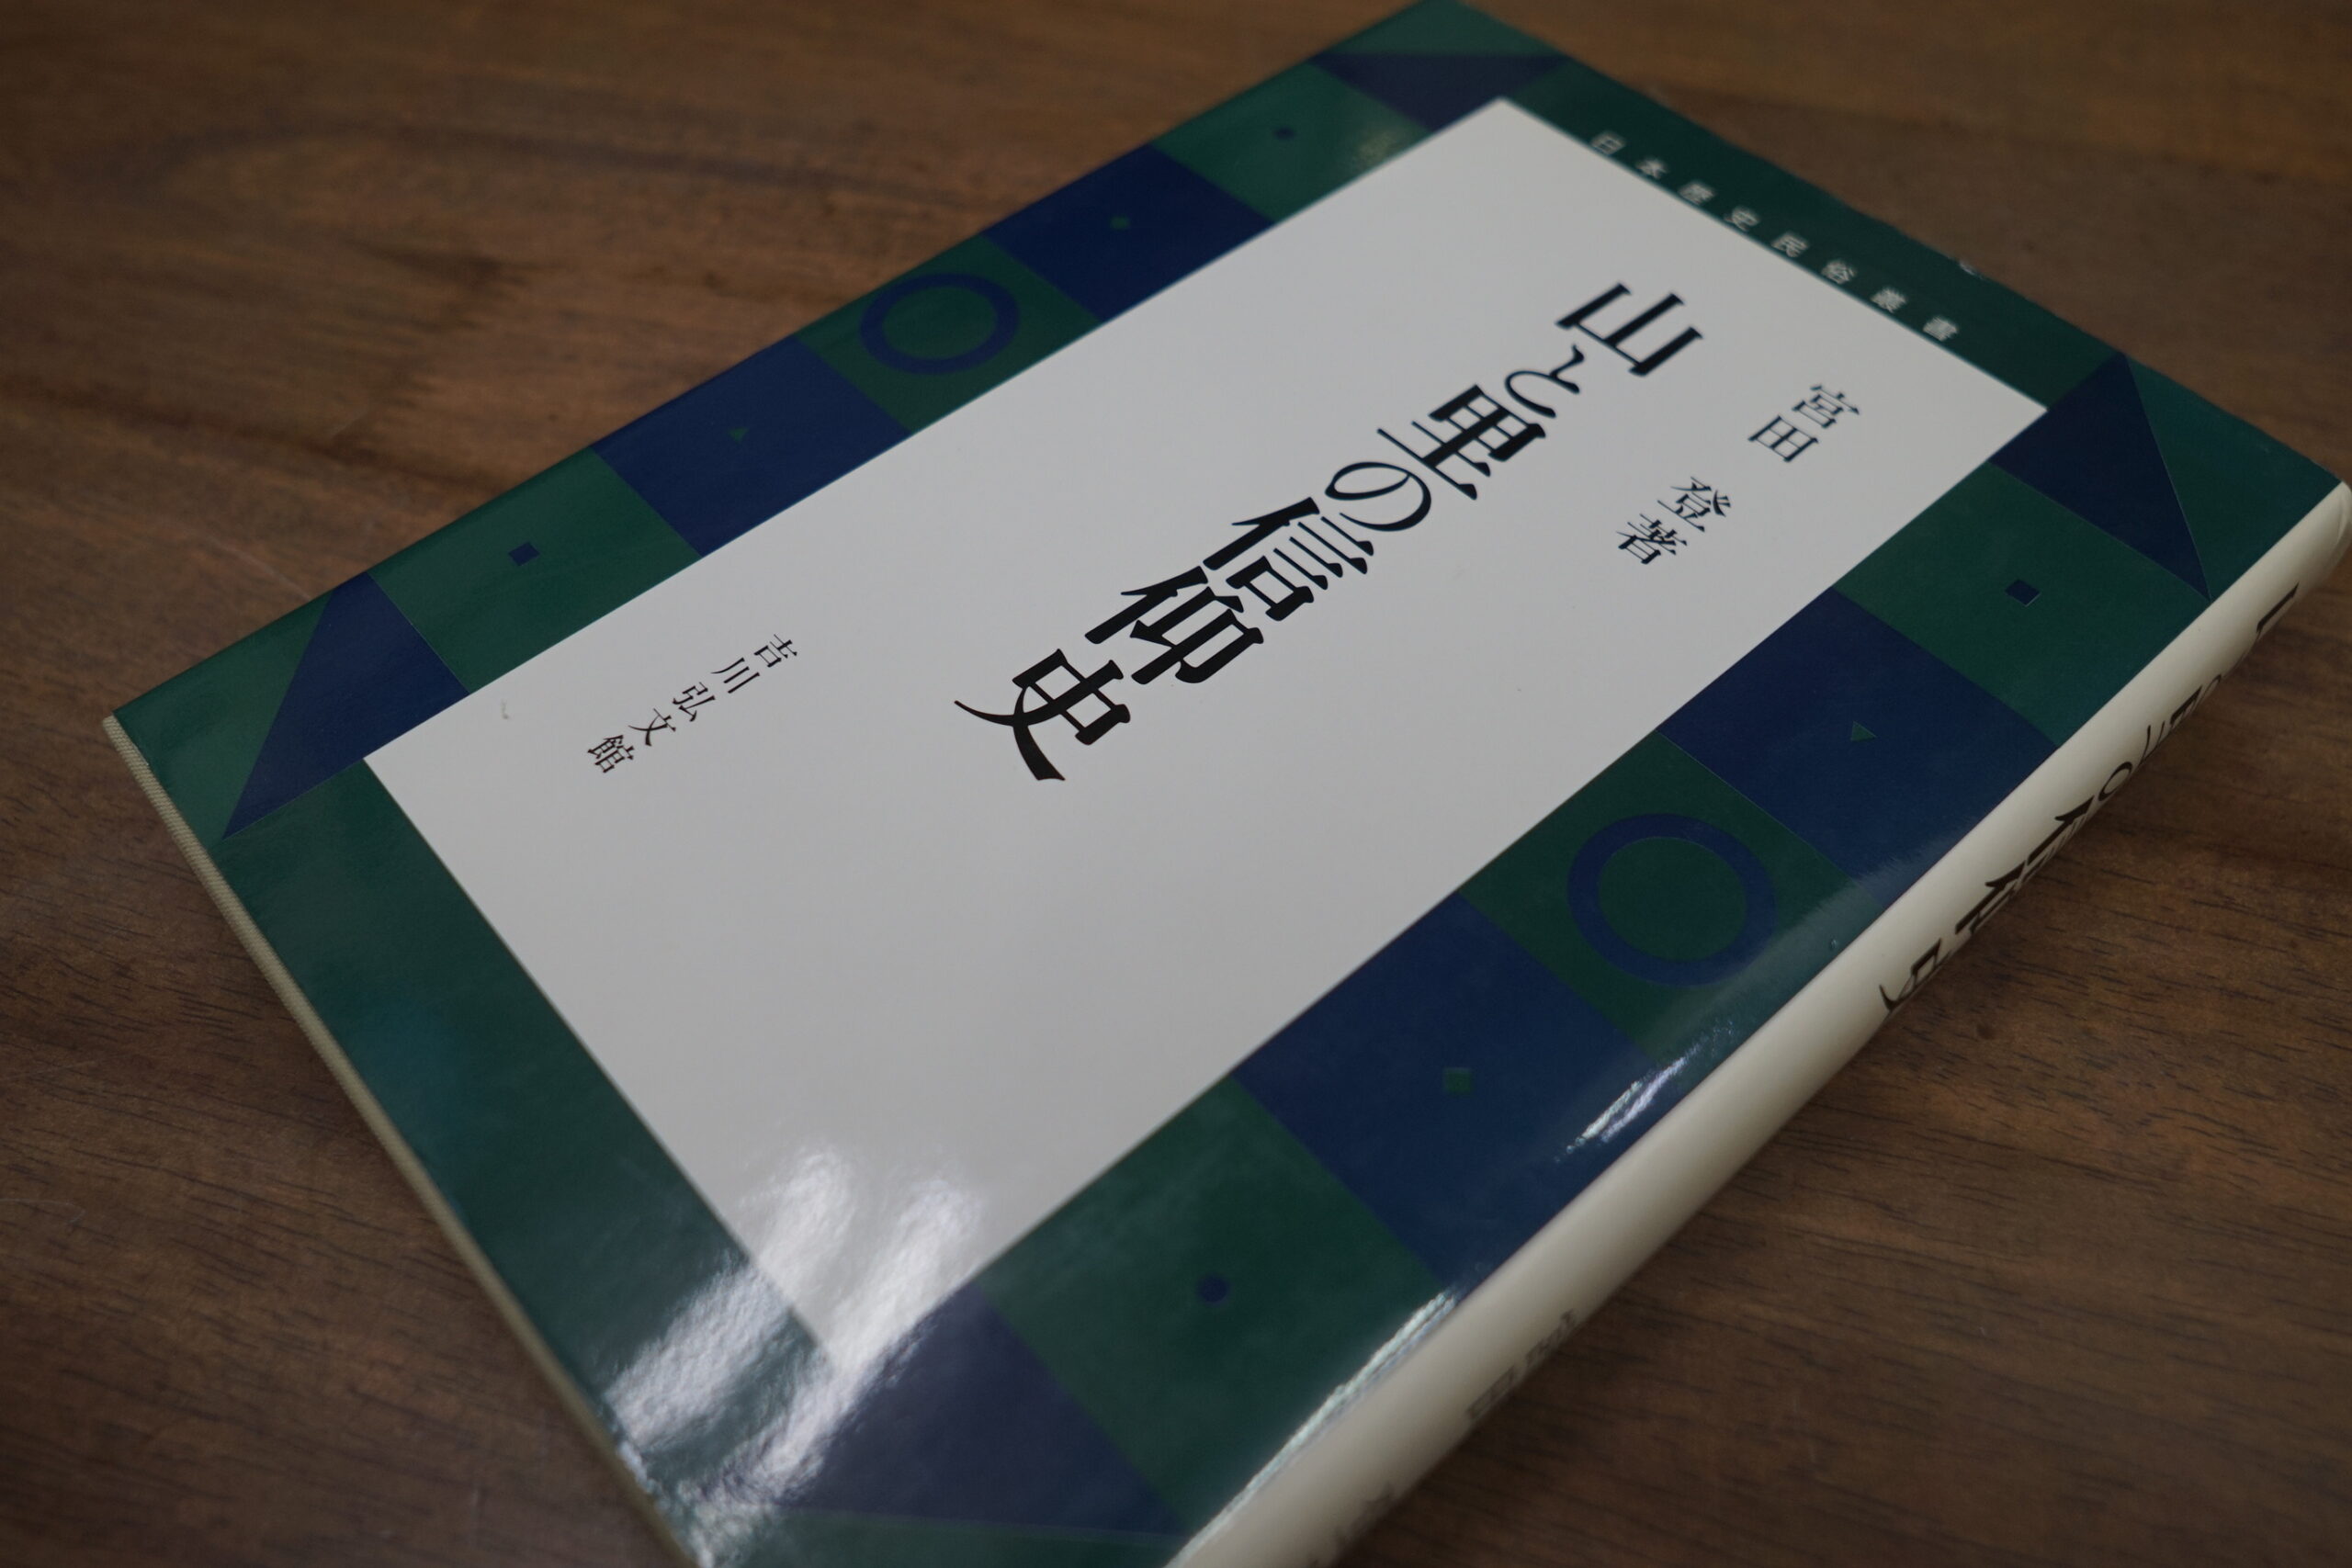 日本歴史民俗叢書
宮田 登著
山と里の信仰史
吉川弘文館